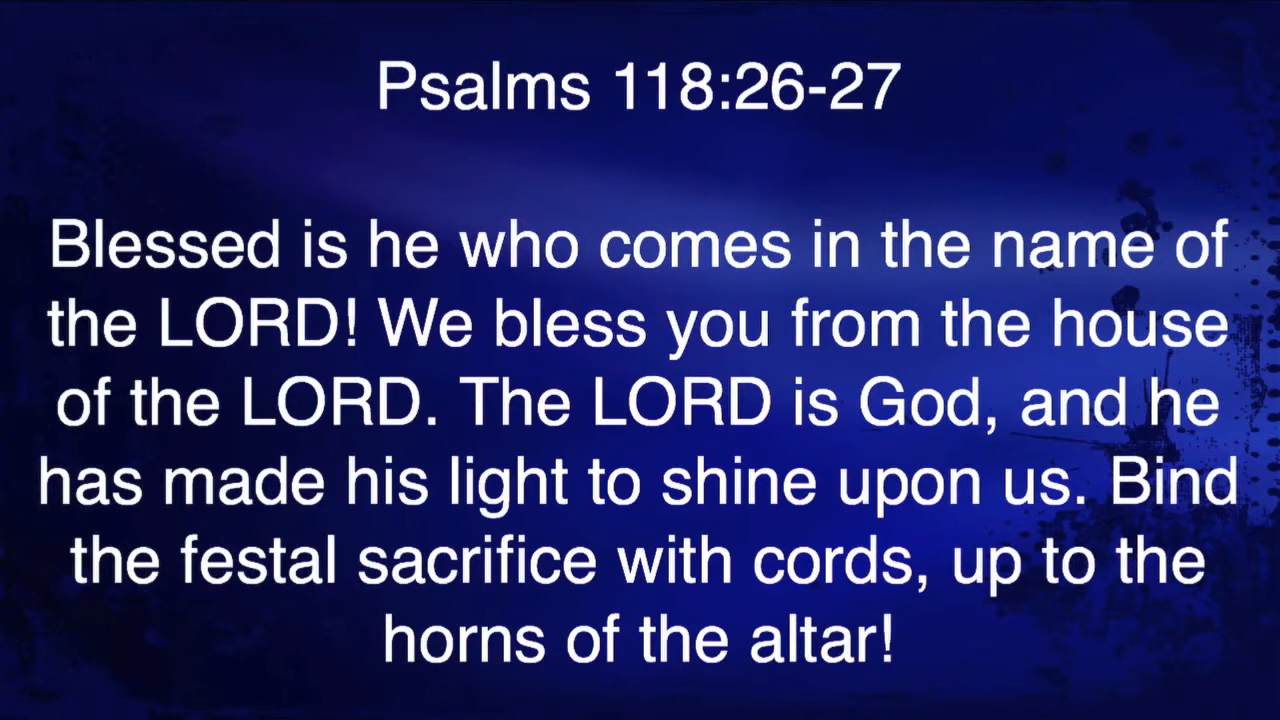 Psalms 118:26-27
Blessed is he who comes in the name of
the LORD! We bless you from the house
of the LORD. The LORD is God, and he
has made his light to shine upon us. Bind
the festal sacrifice with cords, up to the
horns of the altar!